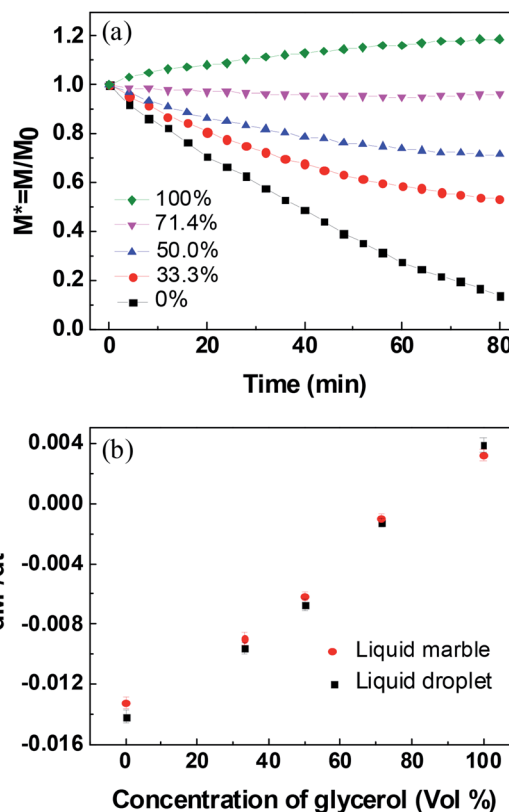 (a)
1.2
1.0
0.8
0.6
0.4
0.2
0.0
M*=M/M0
100%
71.4%
50.0%
33.3%
0%
0 20 40 60 80
Time (min)
(b)
0.004
0.000
-0.004
-0.008
-0.012
-0.016
Liquid marble
Liquid droplet
0 20 40 60 80 100
Concentration of glycerol (Vol %)